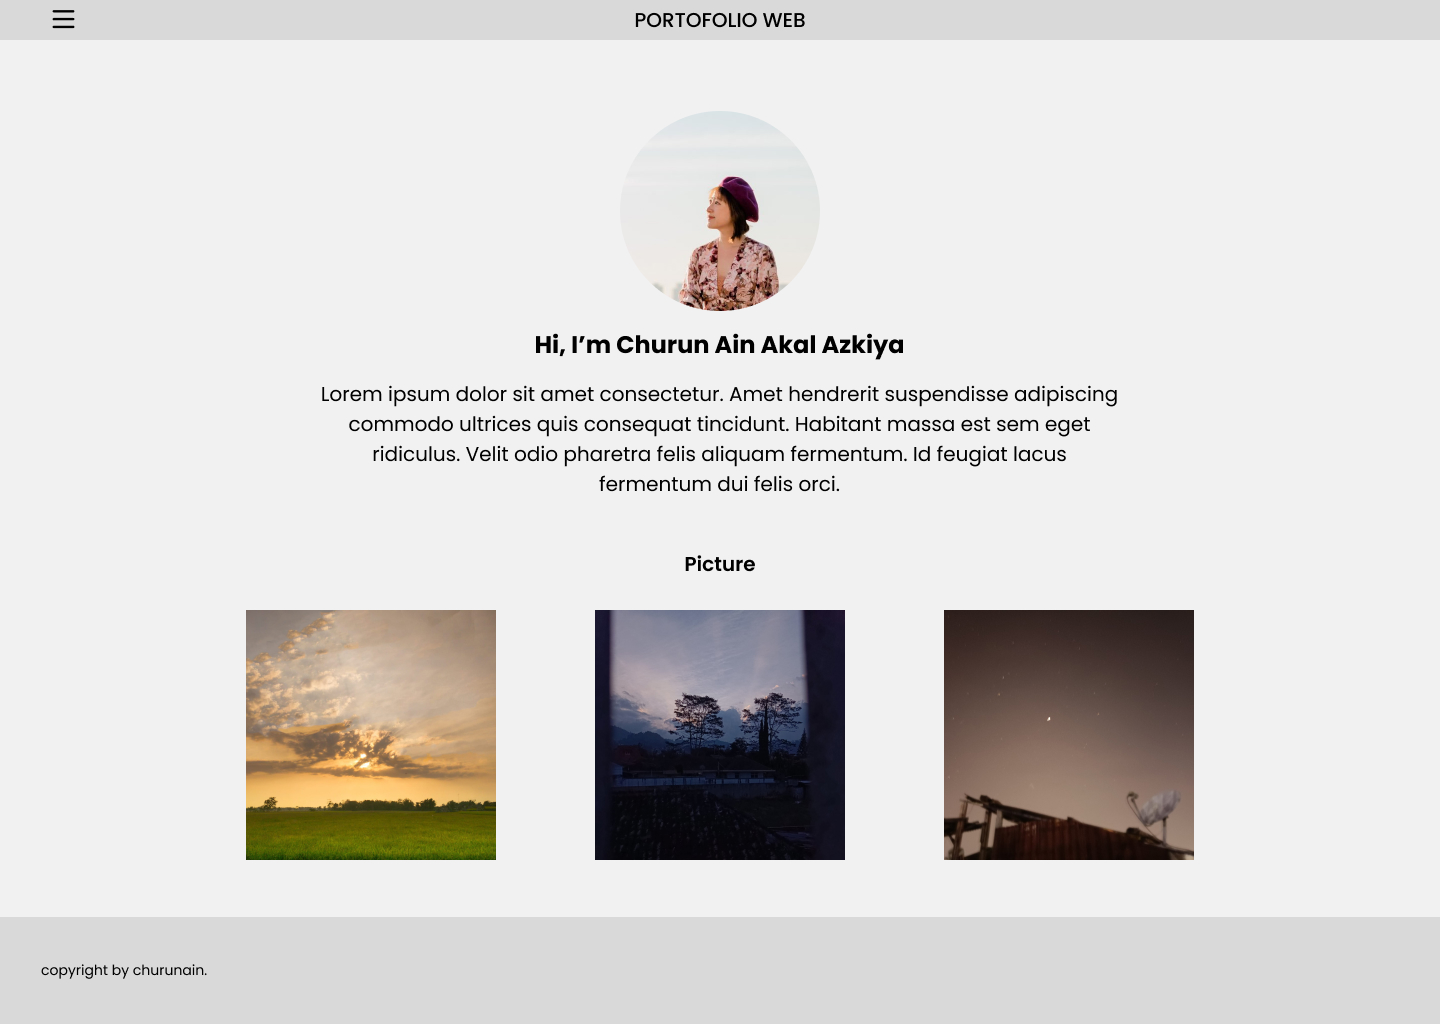 PORTOFOLIO WEB
Hi, I’m Churun Ain Akal Azkiya
Lorem ipsum dolor sit amet consectetur. Amet hendrerit suspendisse adipiscing
commodo ultrices quis consequat tincidunt. Habitant massa est sem eget
ridiculus. Velit odio pharetra felis aliquam fermentum. Id feugiat lacus
fermentum dui felis orci.
Picture
copyright by churunain.